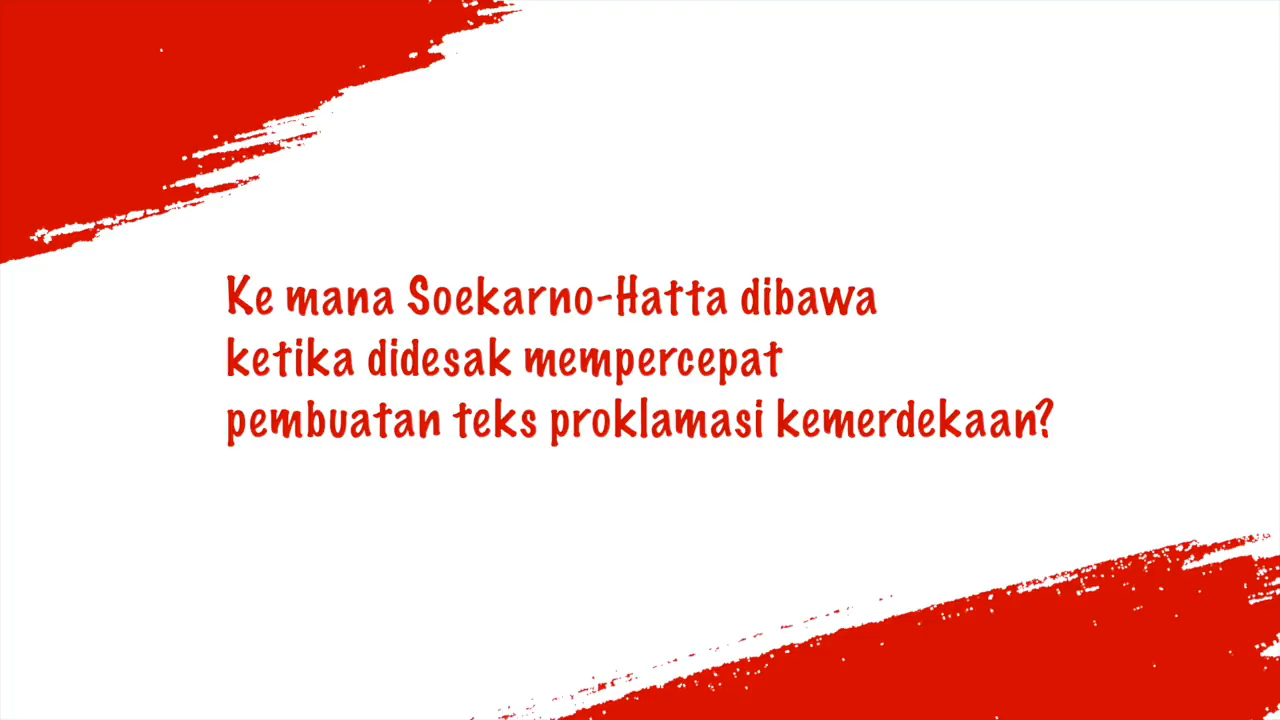 Ke mana Soekarno-Hatta dibawa
ketika didesak mempercepat
pembuatan teks proklamasi kemerdekaan?